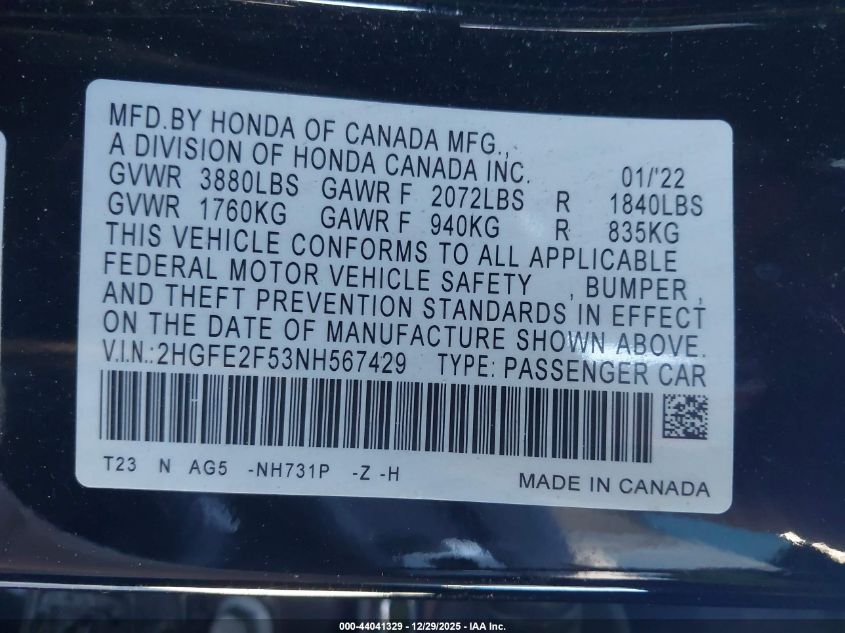 MFD.BY HONDA OF CANADA MFG.,
A DIVISION OF HONDA CANADA INC. 01/'22
GVWR 3880LBS GAWR F 2072LBS R 1840LBS
GVWR 1760KG GAWR F 940KG R 835KG
THIS VEHICLE CONFORMS TO ALL APPLICABLE
FEDERAL MOTOR VEHICLE SAFETY , BUMPER ,
AND THEFT PREVENTION STANDARDS IN EFFECT
ON THE DATE OF MANUFACTURE SHOWN ABOVE.
V.I.N.:2HGFE2F53NH567429 TYPE: PASSENGER CAR
T23 N AG5 -NH731P -Z -H
MADE IN CANADA
000-44041329 | 12/29/2025 - IAA Inc.